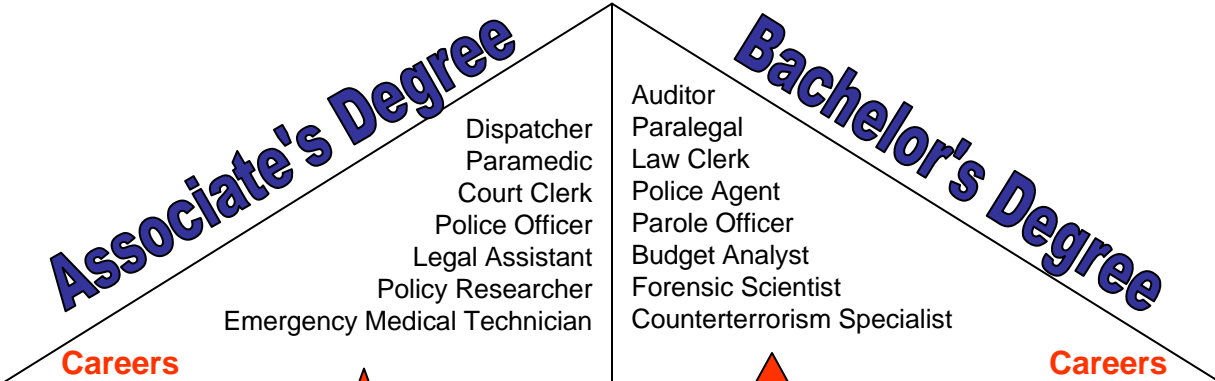 Associate's Degree
Dispatcher
Paramedic
Court Clerk
Police Officer
Legal Assistant
Policy Researcher
Emergency Medical Technician
Careers
Bachelor's Degree
Auditor
Paralegal
Law Clerk
Police Agent
Parole Officer
Budget Analyst
Forensic Scientist
Counterterrorism Specialist
Careers